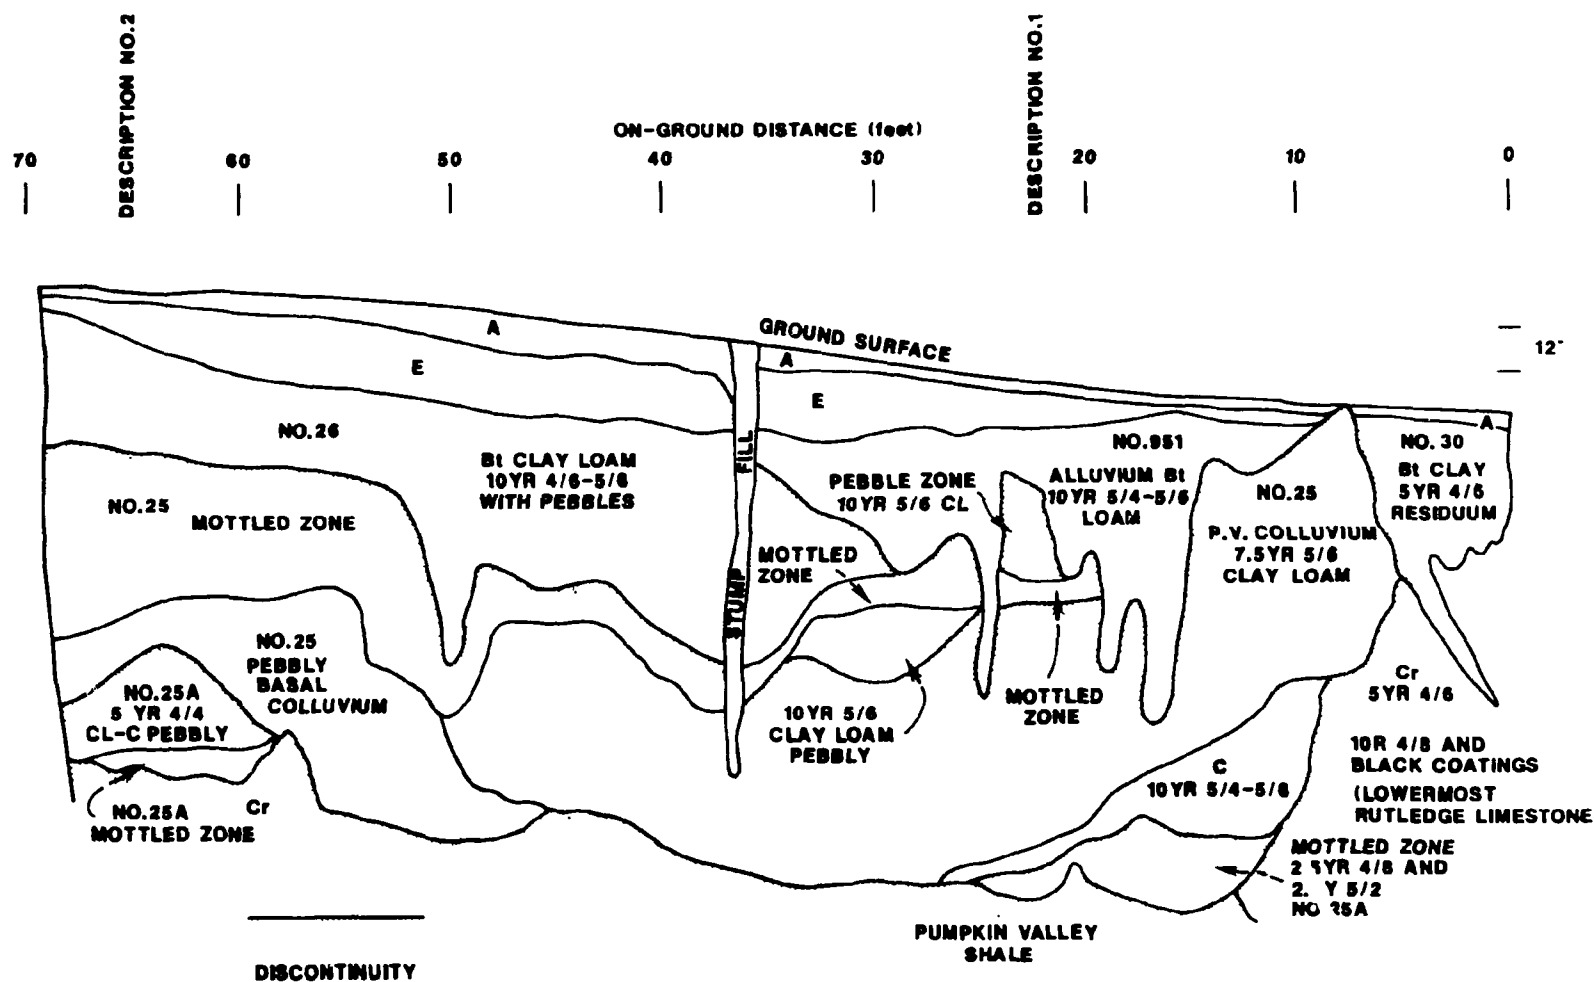 DESCRIPTION NO.2
DESCRIPTION NO.1
ON-GROUND DISTANCE (feet)
70 60 50 40 30 20 10 0
GROUND SURFACE
12"
A
A
A
E
E
NO.26
Bt CLAY LOAM
10YR 4/6-5/6
WITH PEBBLES
FILL
STUMP
NO.25
MOTTLED ZONE
PEBBLE ZONE
10YR 5/6 CL
NO.951
ALLUVIUM Bt
10YR 5/4-5/6
LOAM
NO.25
P.V. COLLUVIUM
7.5YR 5/6
CLAY LOAM
NO. 30
Bt CLAY
5YR 4/6
RESIDUUM
MOTTLED
ZONE
NO.25
PEBBLY
BASAL
COLLUVIUM
NO.25A
5 YR 4/4
CL-C PEBBLY
NO.25A
MOTTLED ZONE
Cr
10YR 5/6
CLAY LOAM
PEBBLY
MOTTLED
ZONE
Cr
5YR 4/6
10R 4/8 AND
BLACK COATINGS
(LOWERMOST
RUTLEDGE LIMESTONE
C
10YR 5/4-5/6
MOTTLED ZONE
YR 4/8 AND
Y 5/2
NO
PUMPKIN VALLEY
SHALE
DISCONTINUITY